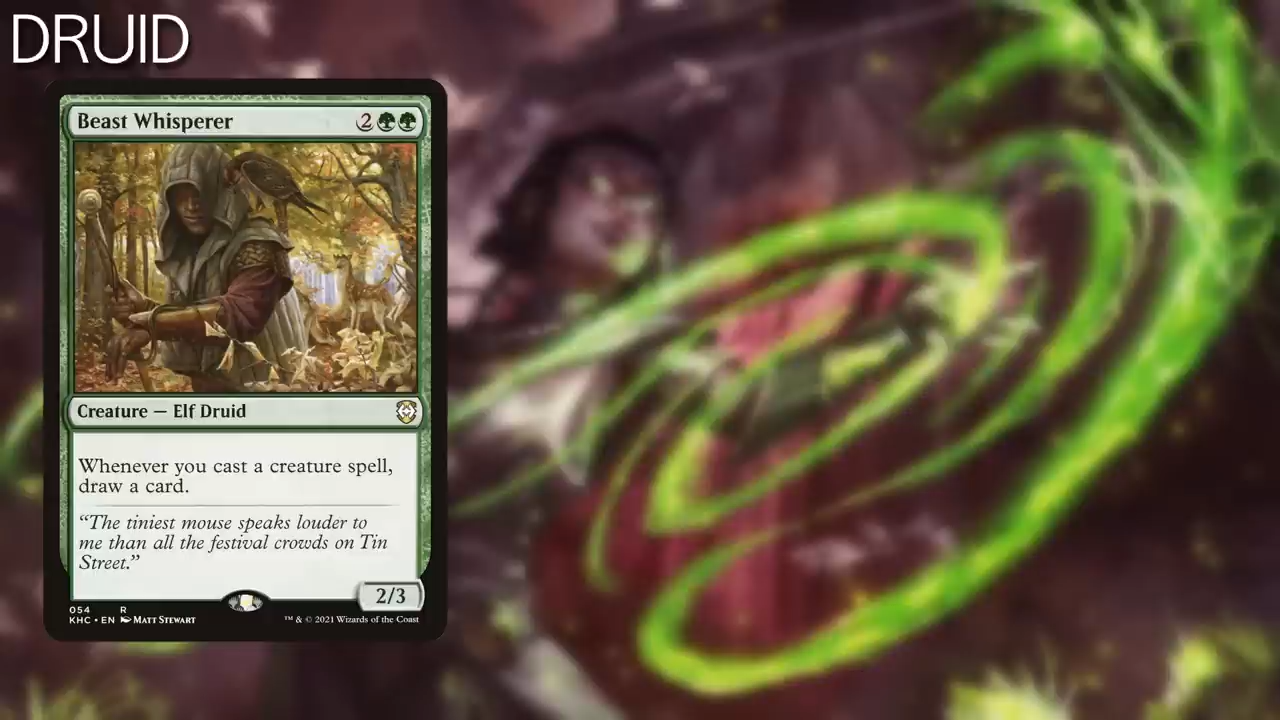 DRUID
Beast Whisperer 2
Creature — Elf Druid
Whenever you cast a creature spell,
draw a card.
“The tiniest mouse speaks louder to
me than all the festival crowds on Tin
Street.”
2/3
054 R
KHC • EN Matt Stewart ™ & © 2021 Wizards of the Coast